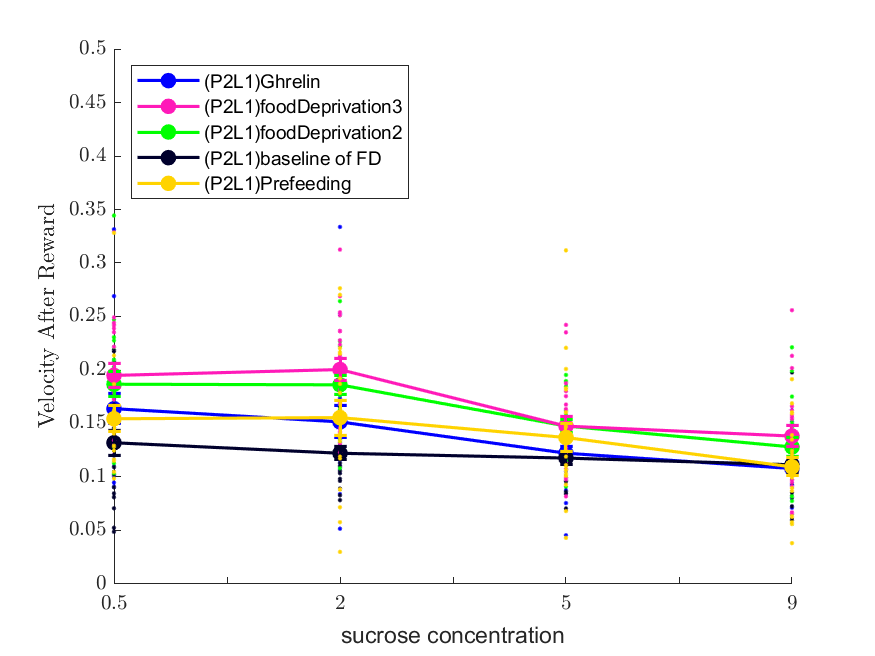 0.5
0.45
0.4
0.35
0.3
0.25
0.2
0.15
0.1
0.05
0
Velocity After Reward
(P2L1)Ghrelin
(P2L1)foodDeprivation3
(P2L1)foodDeprivation2
(P2L1)baseline of FD
(P2L1)Prefeeding
0.5 2 5 9
sucrose concentration